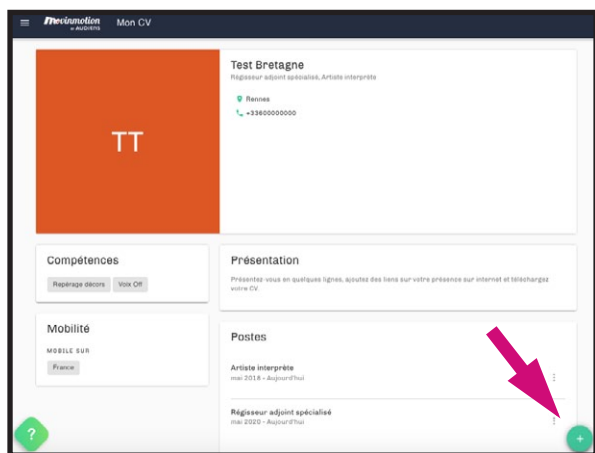 movinmotion
by AUDIENS
Mon CV
Test Bretagne
Régisseur adjoint spécialisé, Artiste interprète
Rennes
+33600000000
TT
Compétences
Repérage décors Voix Off
Présentation
Présentez-vous en quelques lignes, ajoutez des liens sur votre présence sur internet et téléchargez
votre CV
Mobilité
MOBILE SUR
France
Postes
Artiste interprète
mai 2018 - Aujourd'hui
Régisseur adjoint spécialisé
mai 2020 - Aujourd'hui
?
+